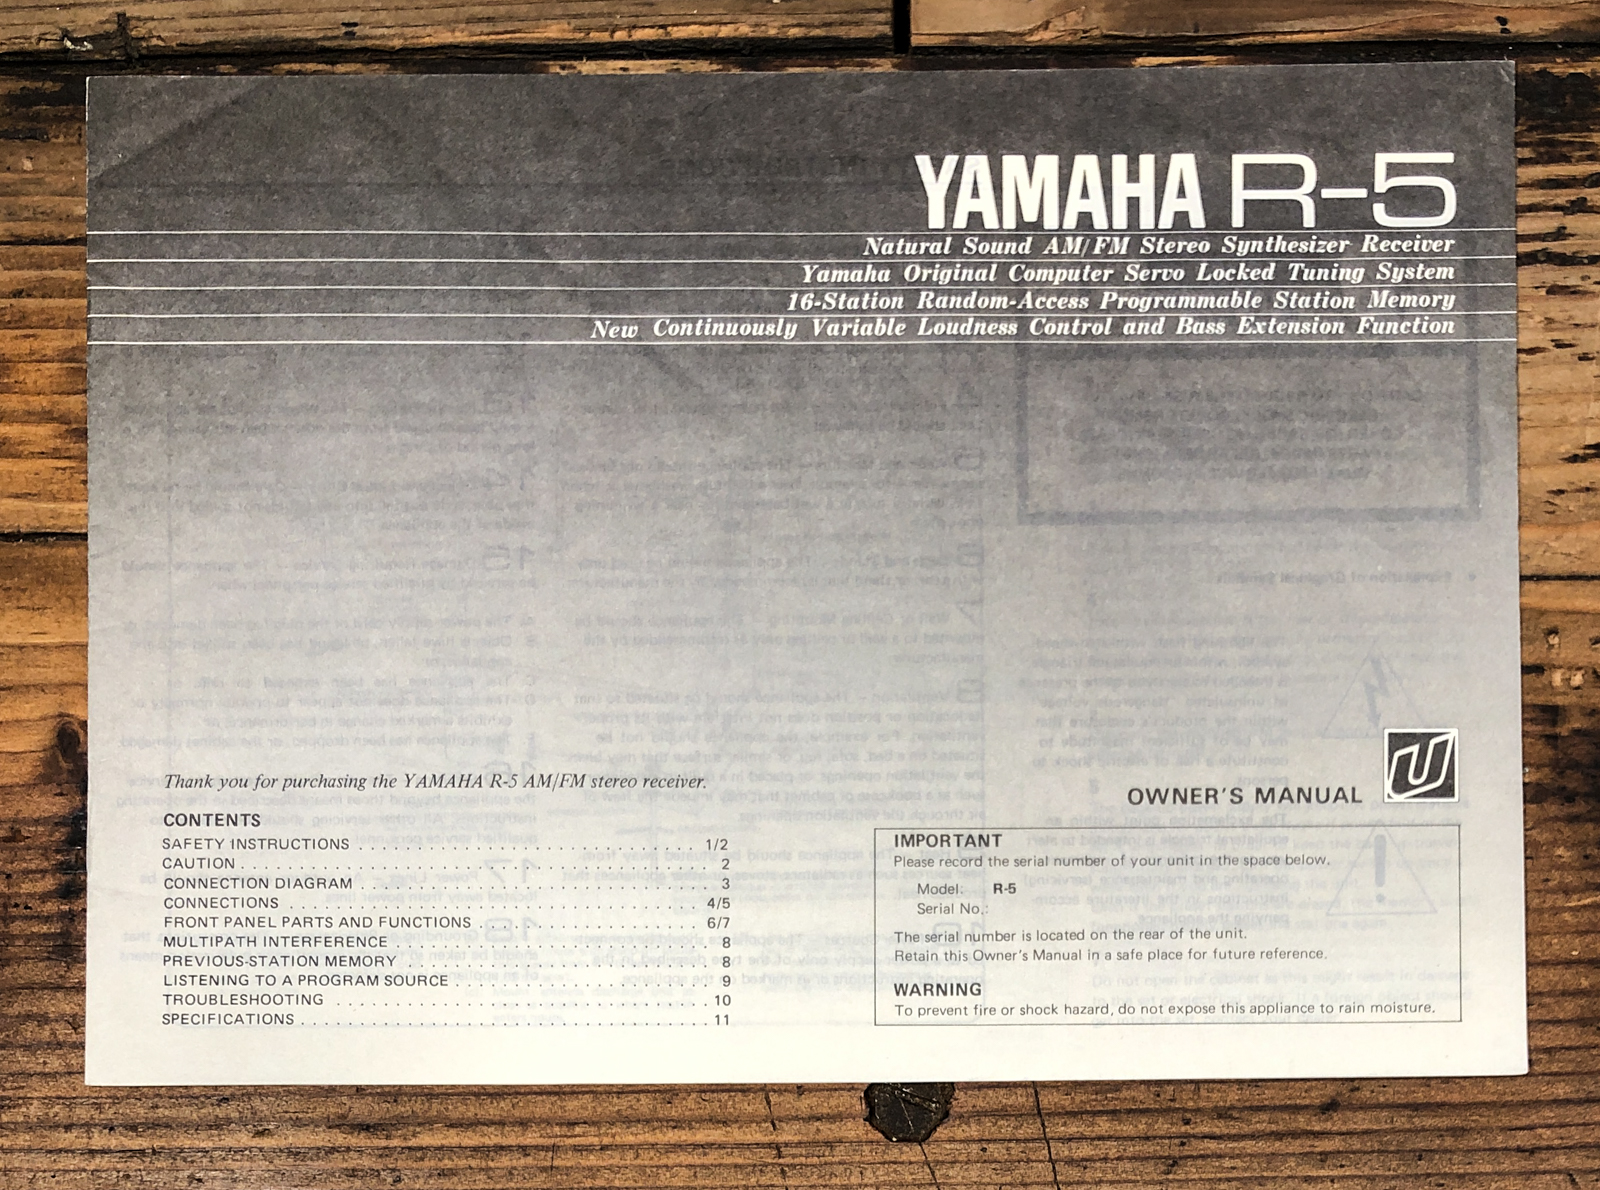 YAMAHA R-5
Natural Sound AM/FM Stereo Synthesizer Receiver
Yamaha Original Computer Servo Locked Tuning System
16-Station Random-Access Programmable Station Memory
New Continuously Variable Loudness Control and Bass Extension Function
Thank you for purchasing the YAMAHA R-5 AM/FM stereo receiver.
CONTENTS
SAFETY INSTRUCTIONS . . . . . . . . . . 1/2
CAUTION . . . . . . . . . . 2
CONNECTION DIAGRAM . . . . . . . . . . 3
CONNECTIONS . . . . . . . . . . 4/5
FRONT PANEL PARTS AND FUNCTIONS . . . . . . . . . . 6/7
MULTIPATH INTERFERENCE . . . . . . . . . . 8
PREVIOUS-STATION MEMORY . . . . . . . . . . 8
LISTENING TO A PROGRAM SOURCE . . . . . . . . . . 9
TROUBLESHOOTING . . . . . . . . . . 10
SPECIFICATIONS . . . . . . . . . . 11
OWNER'S MANUAL
IMPORTANT
Please record the serial number of your unit in the space below.
Model: R-5
Serial No.:
The serial number is located on the rear of the unit.
Retain this Owner's Manual in a safe place for future reference.
WARNING
To prevent fire or shock hazard, do not expose this appliance to rain moisture.